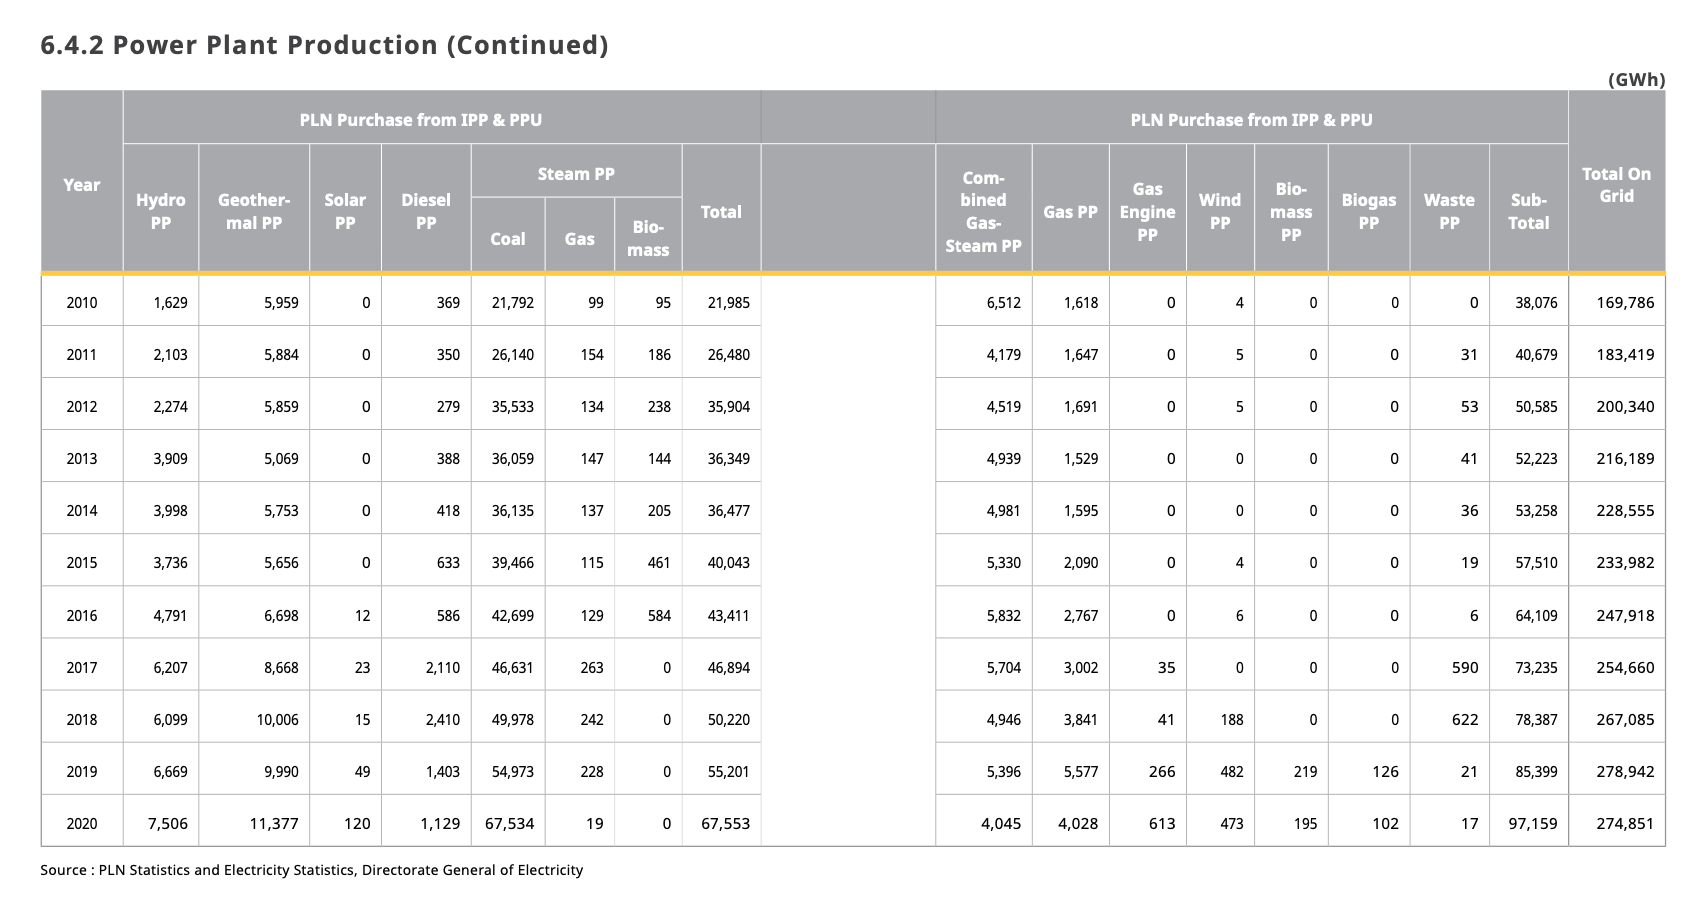 6.4.2 Power Plant Production (Continued)
(GWh)
Year PLN Purchase from IPP & PPU PLN Purchase from IPP & PPU Total On Grid
Hydro PP Geother-mal PP Solar PP Diesel PP Steam PP Total Com-bined Gas-Steam PP Gas PP Gas Engine PP Wind PP Bio-mass PP Biogas PP Waste PP Sub-Total
Coal Gas Bio-mass
2010 1,629 5,959 0 369 21,792 99 95 21,985 6,512 1,618 0 4 0 0 0 38,076 169,786
2011 2,103 5,884 0 350 26,140 154 186 26,480 4,179 1,647 0 5 0 0 31 40,679 183,419
2012 2,274 5,859 0 279 35,533 134 238 35,904 4,519 1,691 0 5 0 0 53 50,585 200,340
2013 3,909 5,069 0 388 36,059 147 144 36,349 4,939 1,529 0 0 0 0 41 52,223 216,189
2014 3,998 5,753 0 418 36,135 137 205 36,477 4,981 1,595 0 0 0 0 36 53,258 228,555
2015 3,736 5,656 0 633 39,466 115 461 40,043 5,330 2,090 0 4 0 0 19 57,510 233,982
2016 4,791 6,698 12 586 42,699 129 584 43,411 5,832 2,767 0 6 0 0 6 64,109 247,918
2017 6,207 8,668 23 2,110 46,631 263 0 46,894 5,704 3,002 35 0 0 0 590 73,235 254,660
2018 6,099 10,006 15 2,410 49,978 242 0 50,220 4,946 3,841 41 188 0 0 622 78,387 267,085
2019 6,669 9,990 49 1,403 54,973 228 0 55,201 5,396 5,577 266 482 219 126 21 85,399 278,942
2020 7,506 11,377 120 1,129 67,534 19 0 67,553 4,045 4,028 613 473 195 102 17 97,159 274,851
Source : PLN Statistics and Electricity Statistics, Directorate General of Electricity